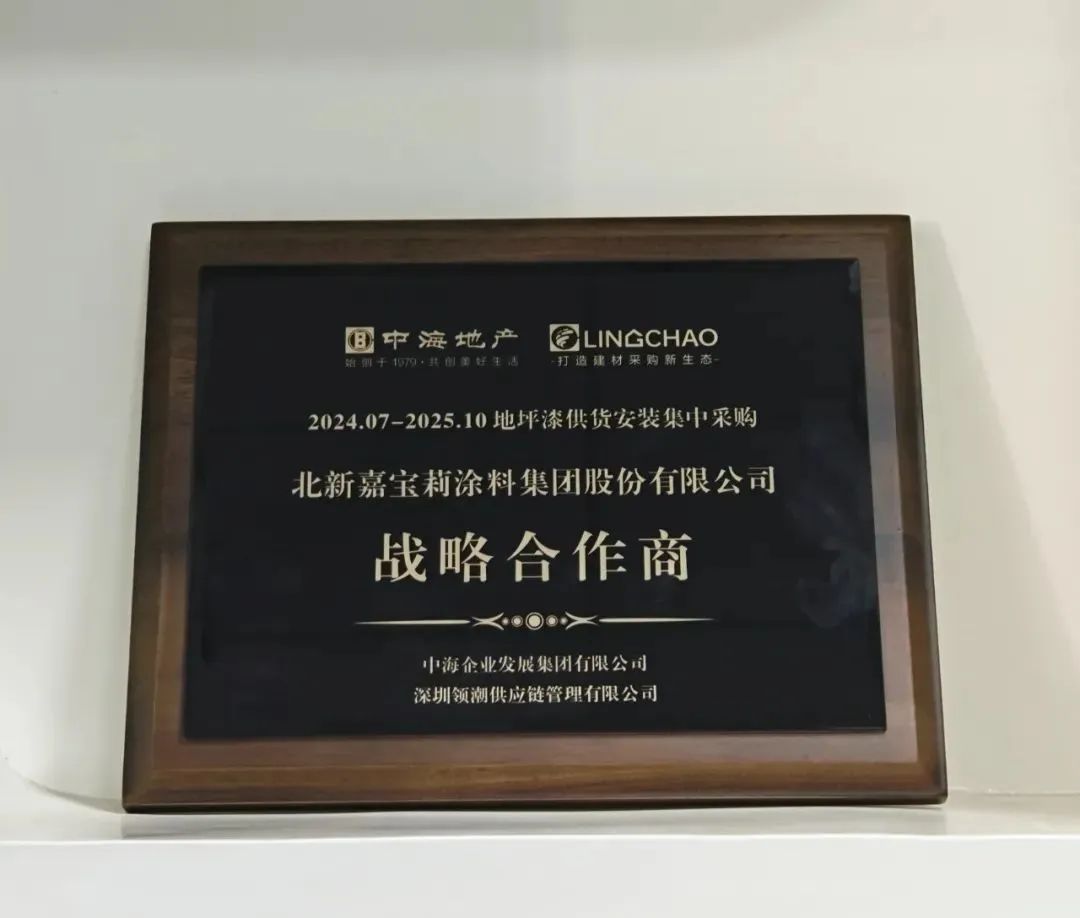 中海地产 LINGCHAO
始创于1979·共创美好生活 -打造建材采购新生态-
2024.07-2025.10地坪漆供货安装集中采购
北新嘉宝莉涂料集团股份有限公司
战略合作商
中海企业发展集团有限公司
深圳领潮供应链管理有限公司